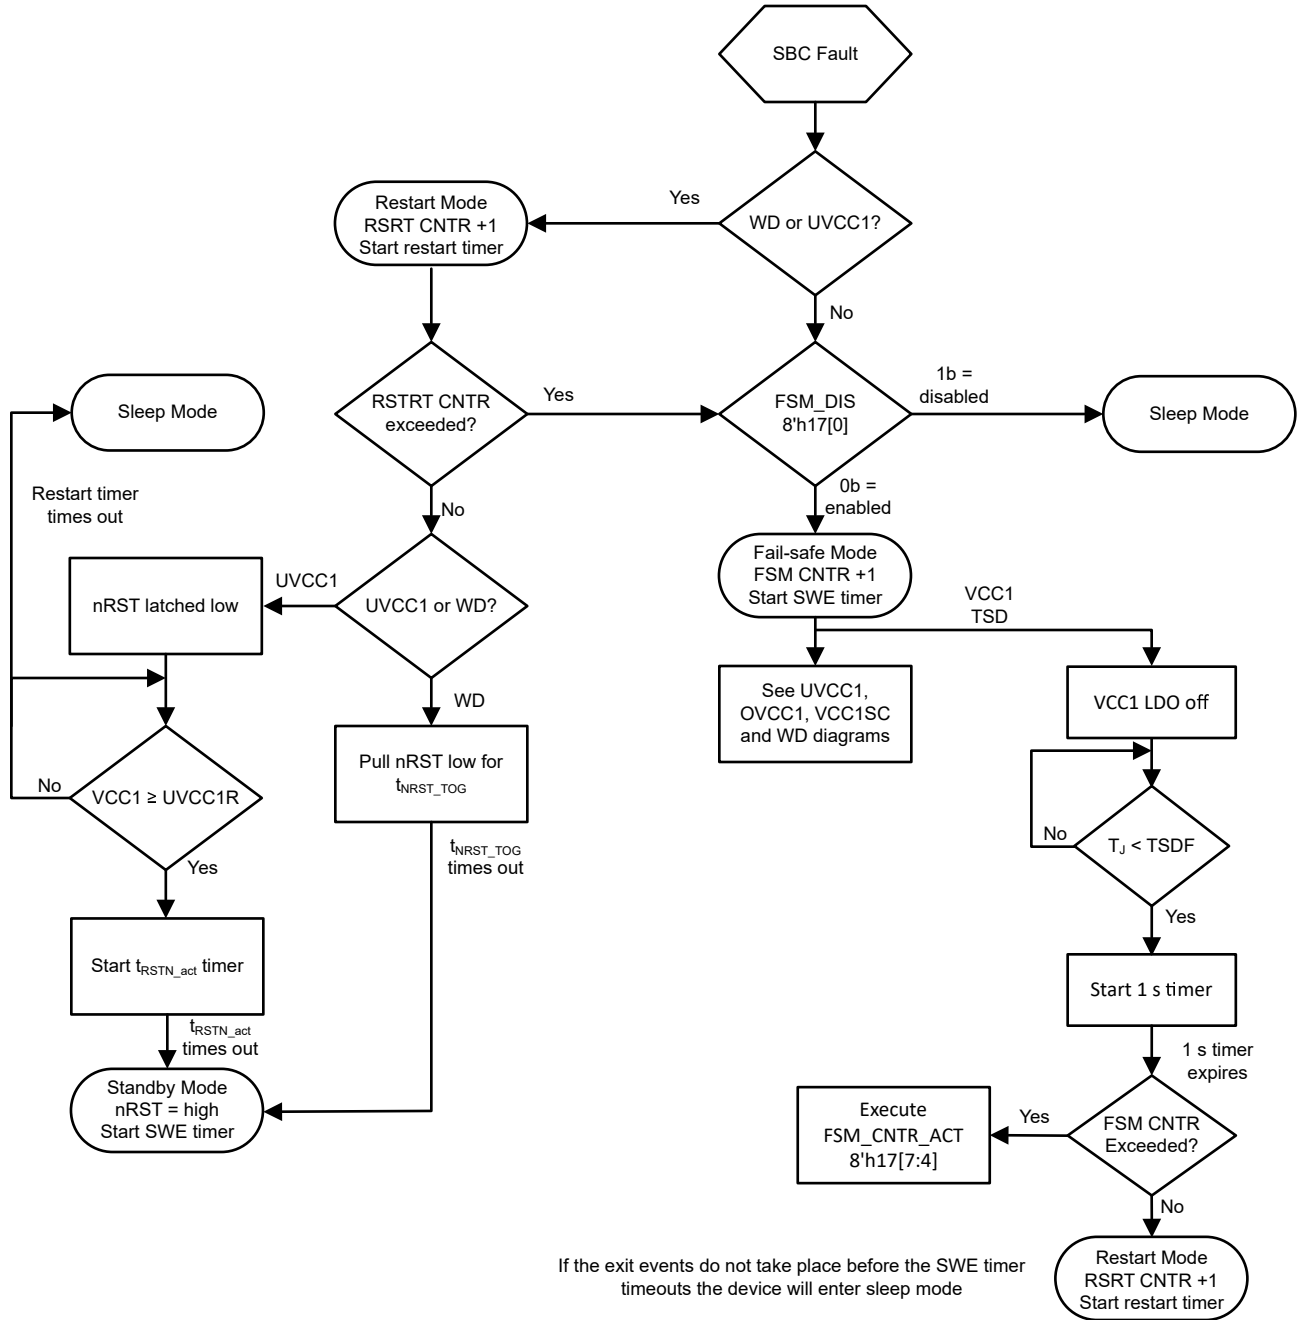 SBC Fault
WD or UVCC1?
Yes
No
Restart Mode
RSRT CNTR +1
Start restart timer
RSTRT CNTR
exceeded?
Yes
No
FSM_DIS
8'h17[0]
1b =
disabled
Sleep Mode
0b =
enabled
Sleep Mode
Restart timer
times out
UVCC1 or WD?
UVCC1
WD
nRST latched low
VCC1 ≥ UVCC1R
No
Yes
Pull nRST low for
tNRST_TOG
tNRST_TOG
times out
Start tRSTN_act timer
tRSTN_act
times out
Standby Mode
nRST = high
Start SWE timer
Fail-safe Mode
FSM CNTR +1
Start SWE timer
VCC1
TSD
See UVCC1,
OVCC1, VCC1SC
and WD diagrams
VCC1 LDO off
TJ < TSDF
No
Yes
Start 1 s timer
1 s timer
expires
FSM CNTR
Exceeded?
Yes
No
Execute
FSM_CNTR_ACT
8'h17[7:4]
Restart Mode
RSRT CNTR +1
Start restart timer
If the exit events do not take place before the SWE timer
timeouts the device will enter sleep mode